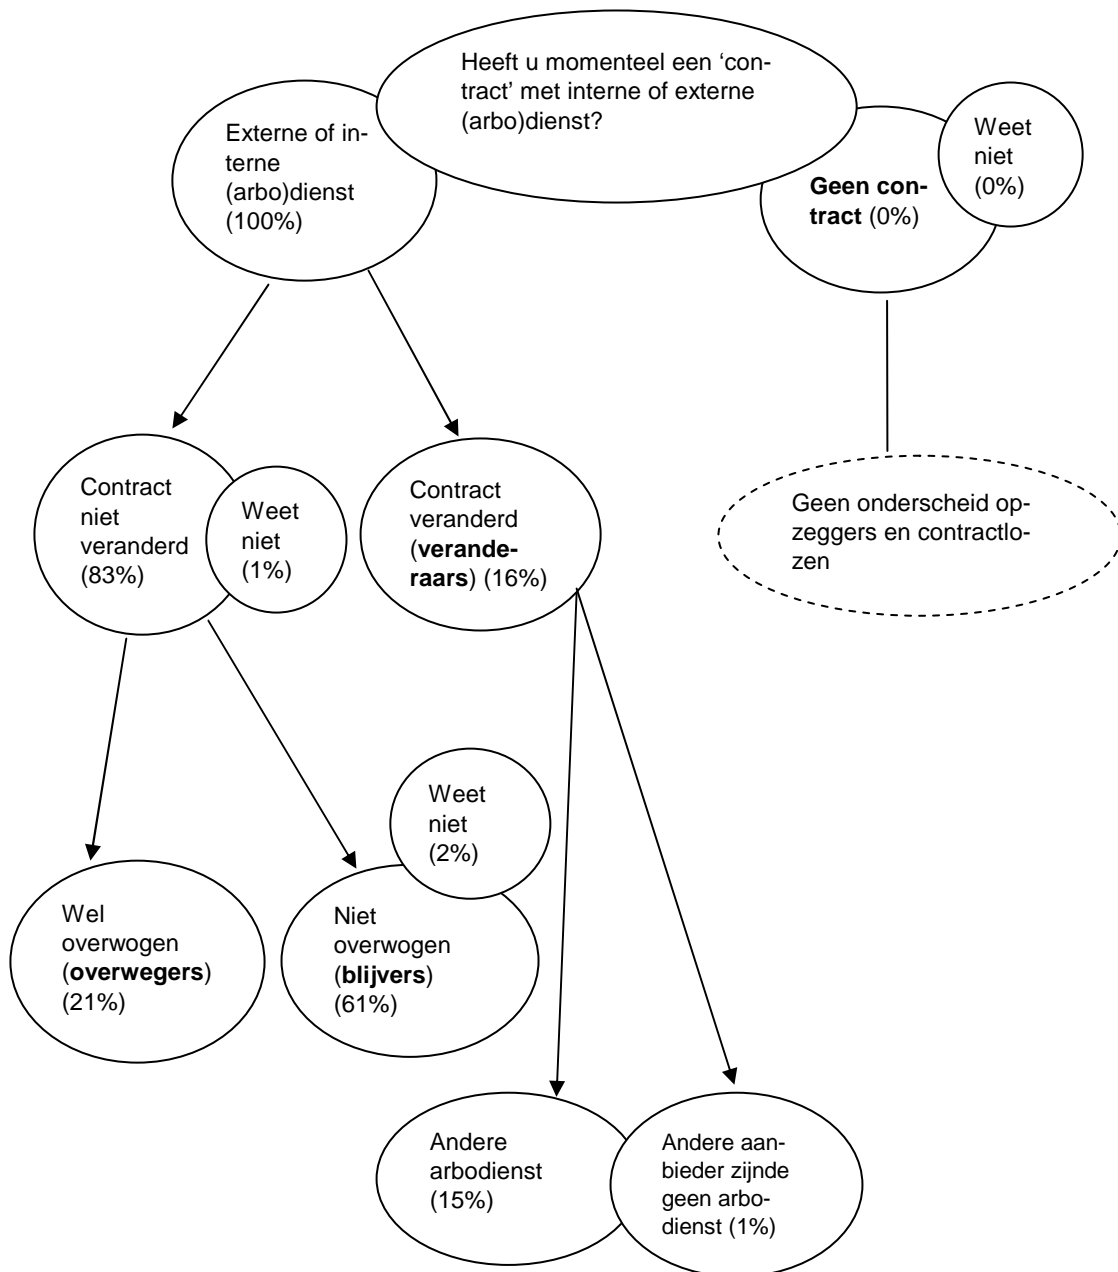 Heeft u momenteel een ‘con-
tract’ met interne of externe
(arbo)dienst?
Externe of in-
terne
(arbo)dienst
(100%)
Geen con-
tract (0%)
Weet
niet
(0%)
Contract
niet
veranderd
(83%)
Weet
niet
(1%)
Contract
veranderd
(verande-
raars) (16%)
Geen onderscheid op-
zeggers en contractlo-
zen
Wel
overwogen
(overwegers)
(21%)
Weet
niet
(2%)
Niet
overwogen
(blijvers)
(61%)
Andere
arbodienst
(15%)
Andere aan-
bieder zijnde
geen arbo-
dienst (1%)